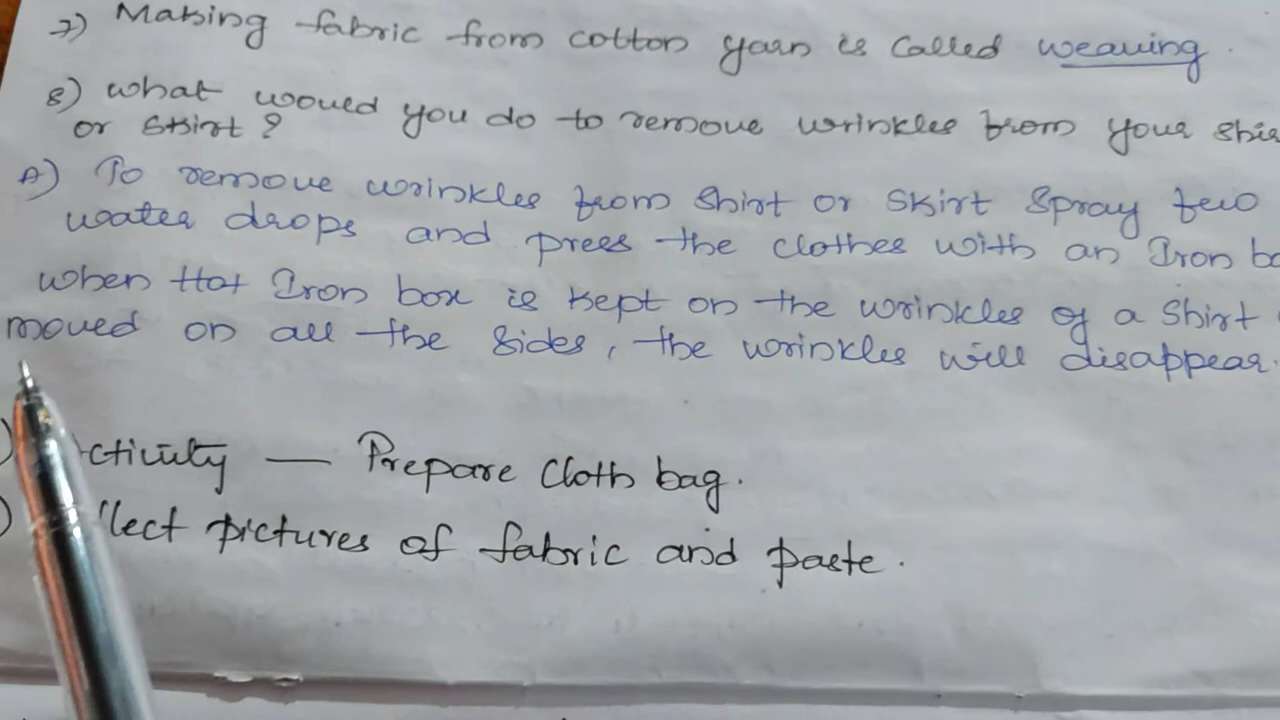 7) Making fabric from cotton yarn is called weaving.
8) what would you do to remove wrinkles from your
or skirt ?
A) To remove wrinkles from shirt or skirt spray few
water drops and press the clothes with an Iron
when Hot Iron box is kept on the wrinkles of a shirt
moved on all the sides, the wrinkles will disappear.
— Prepare cloth bag.
pictures of fabric and paste.